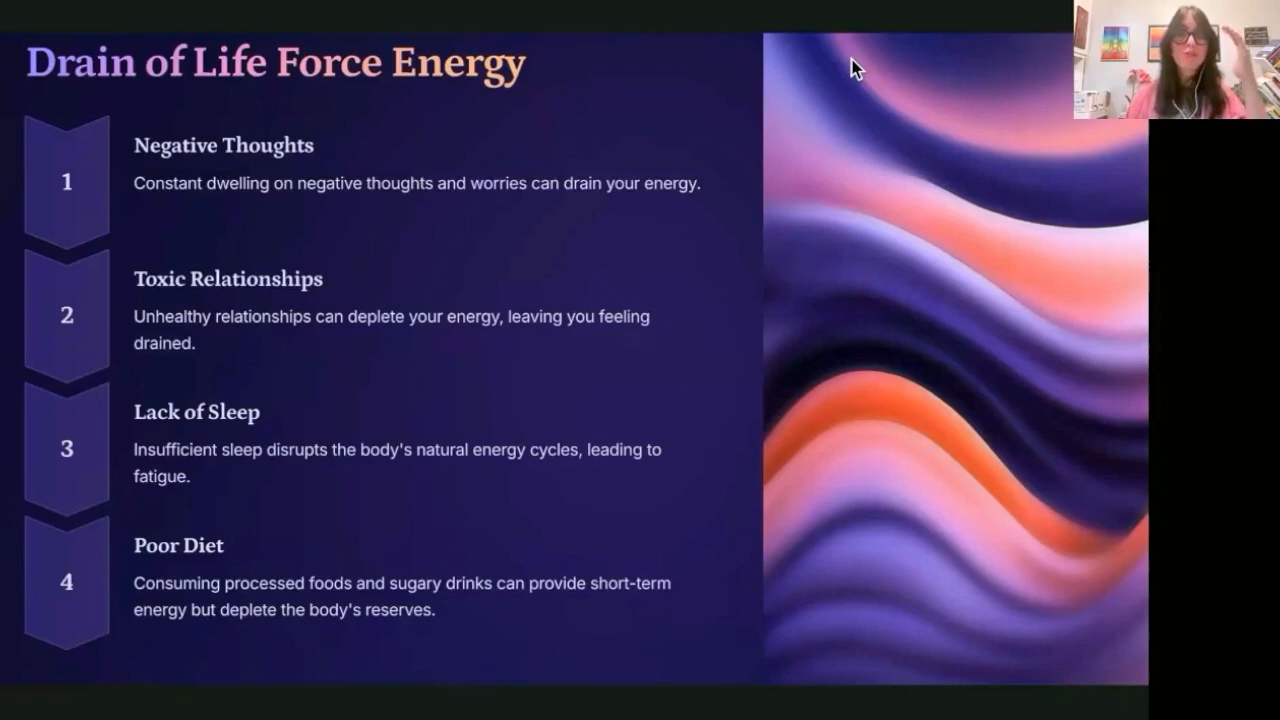 Drain of Life Force Energy
1
Negative Thoughts
Constant dwelling on negative thoughts and worries can drain your energy.
2
Toxic Relationships
Unhealthy relationships can deplete your energy, leaving you feeling
drained.
3
Lack of Sleep
Insufficient sleep disrupts the body's natural energy cycles, leading to
fatigue.
4
Poor Diet
Consuming processed foods and sugary drinks can provide short-term
energy but deplete the body's reserves.